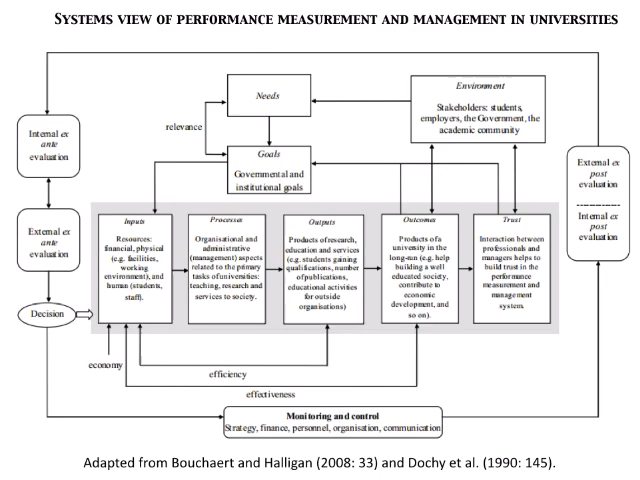 SYSTEMS VIEW OF PERFORMANCE MEASUREMENT AND MANAGEMENT IN UNIVERSITIES
Needs
relevance
Goals
Governmental and
institutional goals
Environment
Stakeholders: students,
employers, the Government, the
academic community
Internal ex
ante
evaluation
External ex
ante
evaluation
Decision
External ex
post
evaluation
Internal ex
post
evaluation
Inputs
Resources:
financial, physical
(e.g. facilities,
working
environment), and
human (students,
staff).
Processes
Organisational and
administrative
(management) aspects
related to the primary
tasks of universities:
teaching, research and
services to society.
Outputs
Products of research,
education and services
(e.g. students gaining
qualifications, number
of publications,
educational activities
for outside
organisations)
Outcomes
Products of a
university in the
long-run (e.g. help
building a well
educated society,
contribute to
economic
development, and
so on).
Trust
Interaction between
professionals and
managers helps to
build trust in the
performance
measurement and
management
system.
economy
efficiency
effectiveness
Monitoring and control
Strategy, finance, personnel, organisation, communication
Adapted from Bouchaert and Halligan (2008: 33) and Dochy et al. (1990: 145).